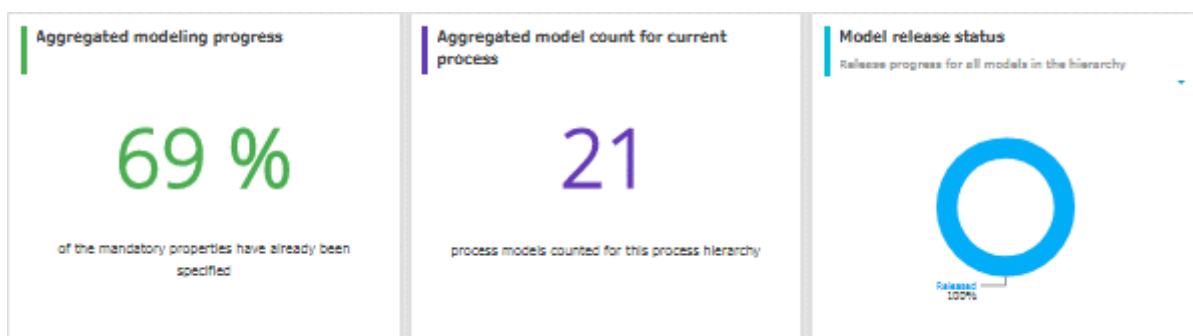 Aggregated modeling progress
69 %
of the mandatory properties have already been
specified
Aggregated model count for current
process
21
process models counted for this process hierarchy
Model release status
Release progress for all models in the hierarchy
Released
100%